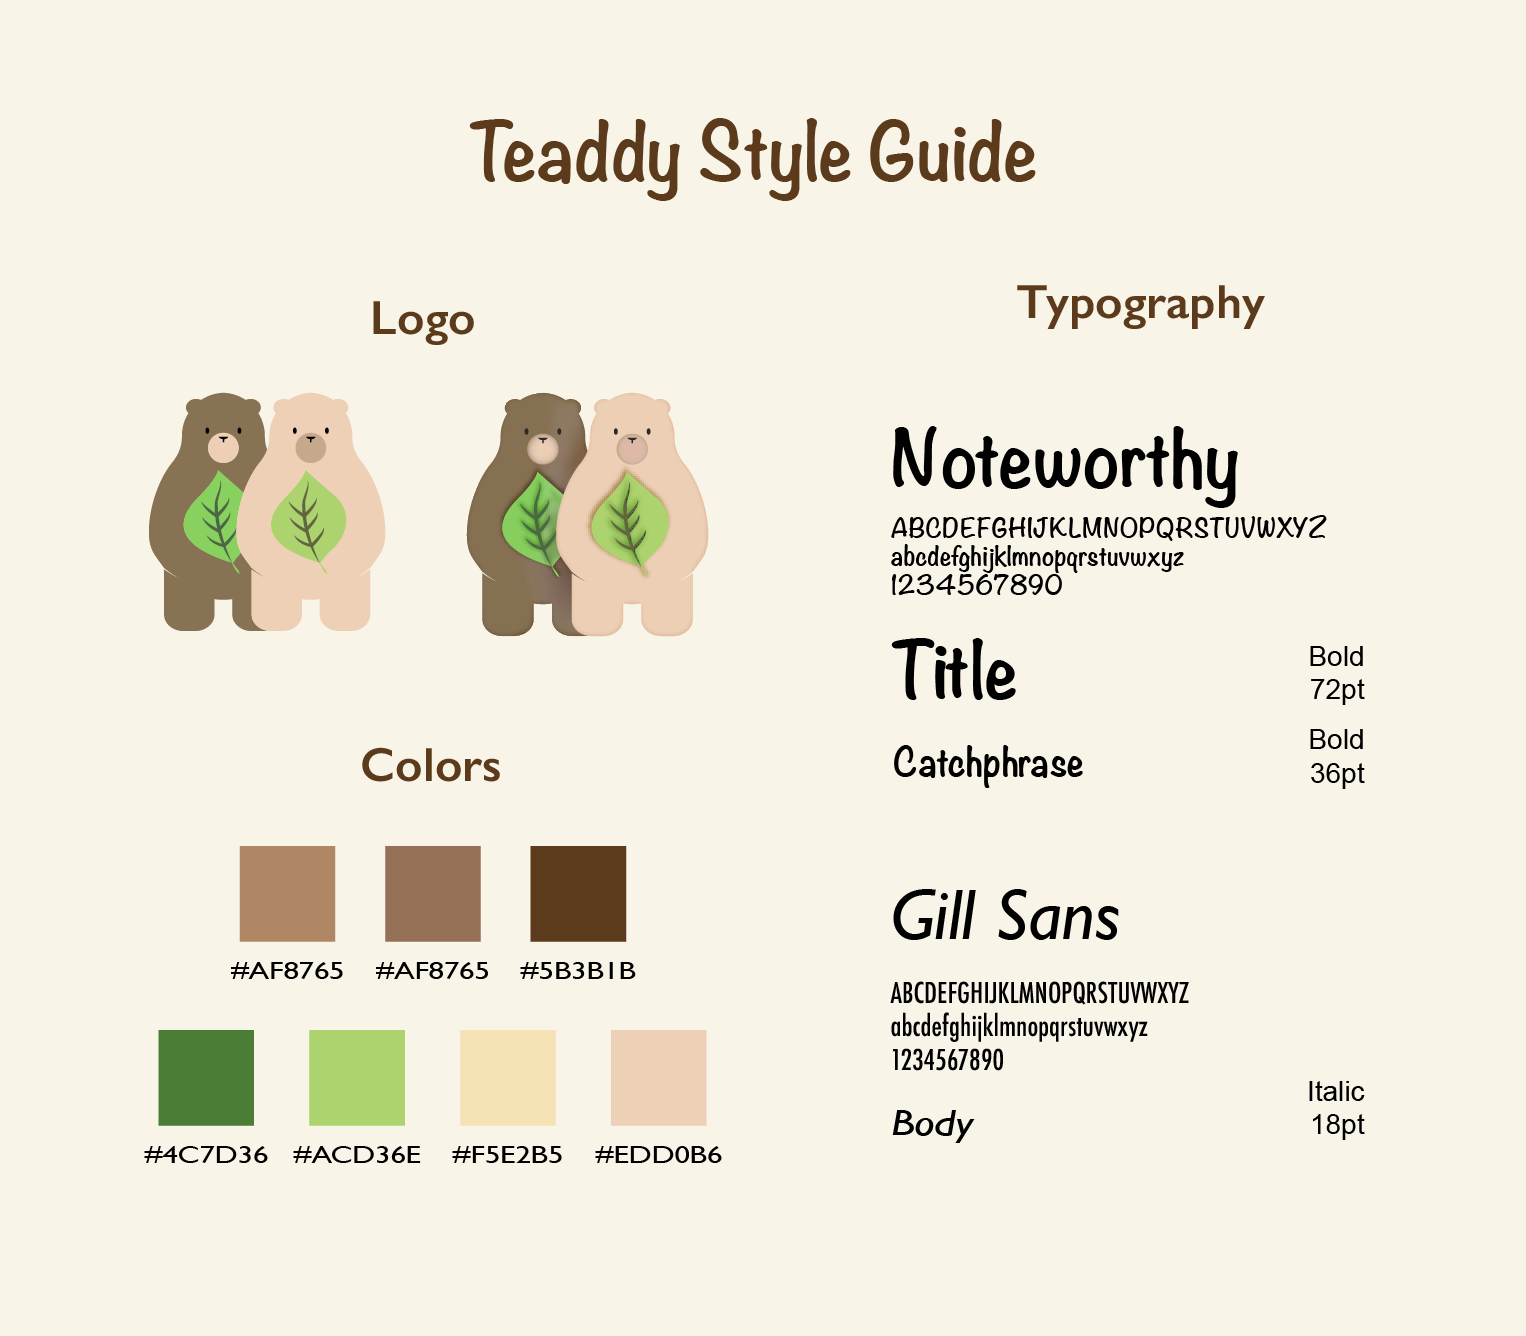 Teaddy Style Guide
Logo
Colors
#AF8765 #AF8765 #5B3B1B
#4C7D36 #ACD36E #F5E2B5 #EDD0B6
Typography
Noteworthy
ABCDEFGHIJKLMNOPQRSTUVWXYZ
abcdefghijklmnopqrstuvwxyz
1234567890
Title
Bold
72pt
Catchphrase
Bold
36pt
Gill Sans
ABCDEFGHIJKLMNOPQRSTUVWXYZ
abcdefghijklmnopqrstuvwxyz
1234567890
Body
Italic
18pt